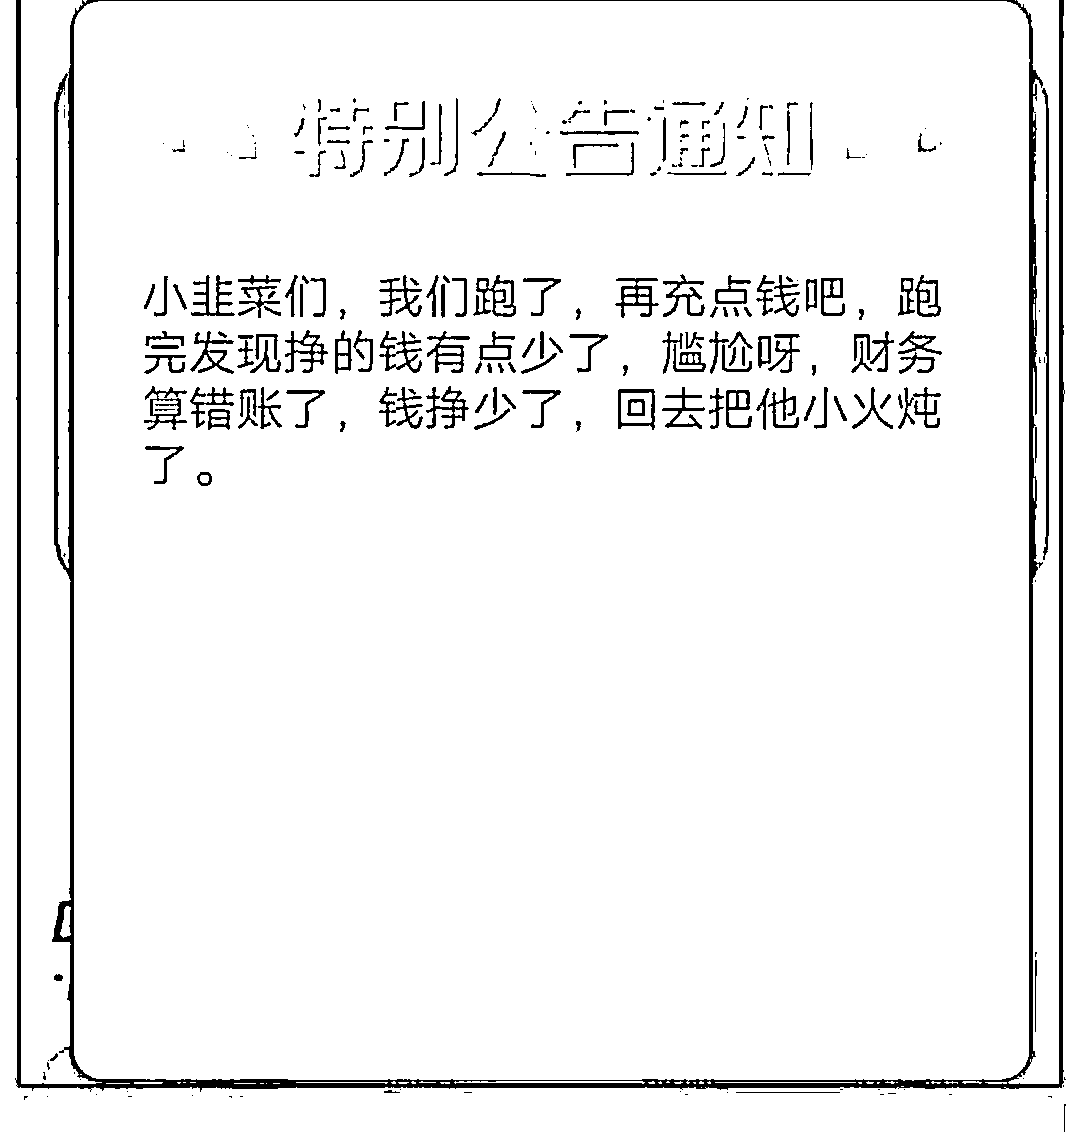 特别公告通知
小韭菜们，我们跑了，再充点钱吧，跑
完发现挣的钱有点少了，尴尬呀，财务
算错账了，钱挣少了，回去把他小火炖
了。